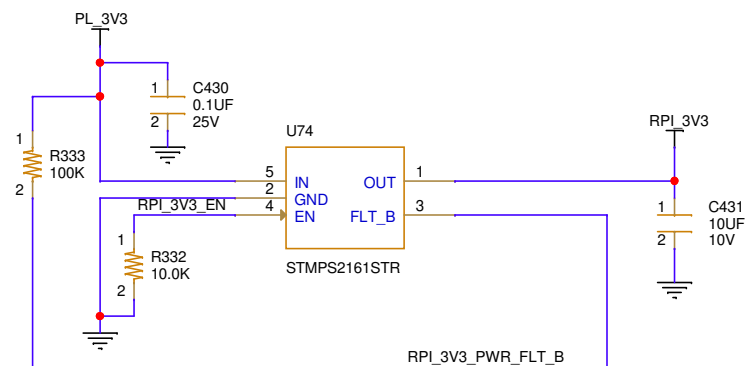 PL_3V3
1
C430
0.1UF
2
25V
U74
RPI_3V3
1
R333
100K
2
5
IN
OUT
1
2
GND
RPI_3V3_EN
4
EN
FLT_B
3
1
C431
10UF
2
10V
1
R332
10.0K
2
STMPS2161STR
RPI_3V3_PWR_FLT_B